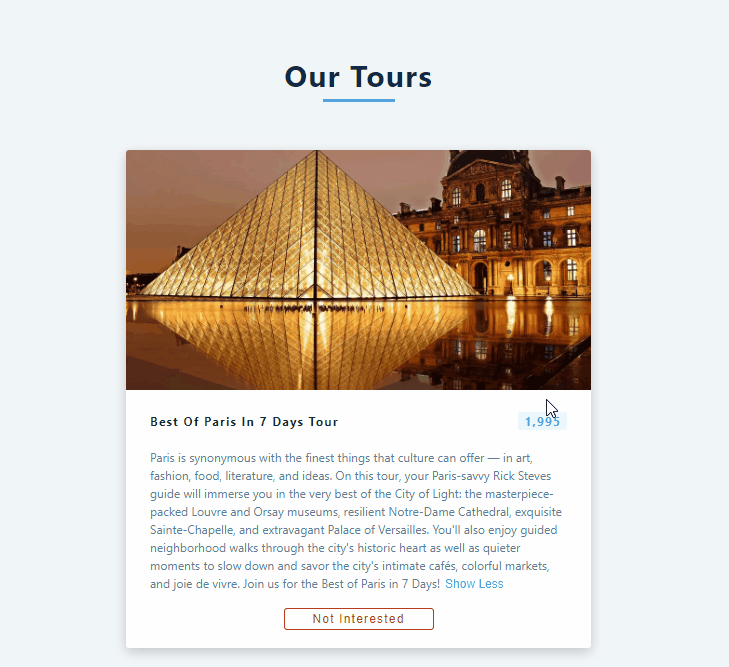 Our Tours
Best Of Paris In 7 Days Tour
1,995
Paris is synonymous with the finest things that culture can offer — in art,
fashion, food, literature, and ideas. On this tour, your Paris-savvy Rick Steves
guide will immerse you in the very best of the City of Light: the masterpiece-
packed Louvre and Orsay museums, resilient Notre-Dame Cathedral, exquisite
Sainte-Chapelle, and extravagant Palace of Versailles. You'll also enjoy guided
neighborhood walks through the city's historic heart as well as quieter
moments to slow down and savor the city's intimate cafés, colorful markets,
and joie de vivre. Join us for the Best of Paris in 7 Days! Show Less
Not Interested